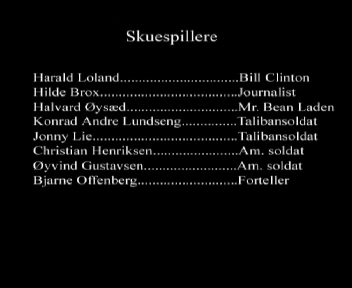 Skuespillere
Harald Loland................................Bill Clinton
Hilde Brox.....................................Journalist
Halvard Øysæd..............................Mr. Bean Laden
Konrad Andre Lundseng...............Talibansoldat
Jonny Lie.......................................Talibansoldat
Christian Henriksen.......................Am. soldat
Øyvind Gustavsen.........................Am. soldat
Bjarne Offenberg...........................Forteller